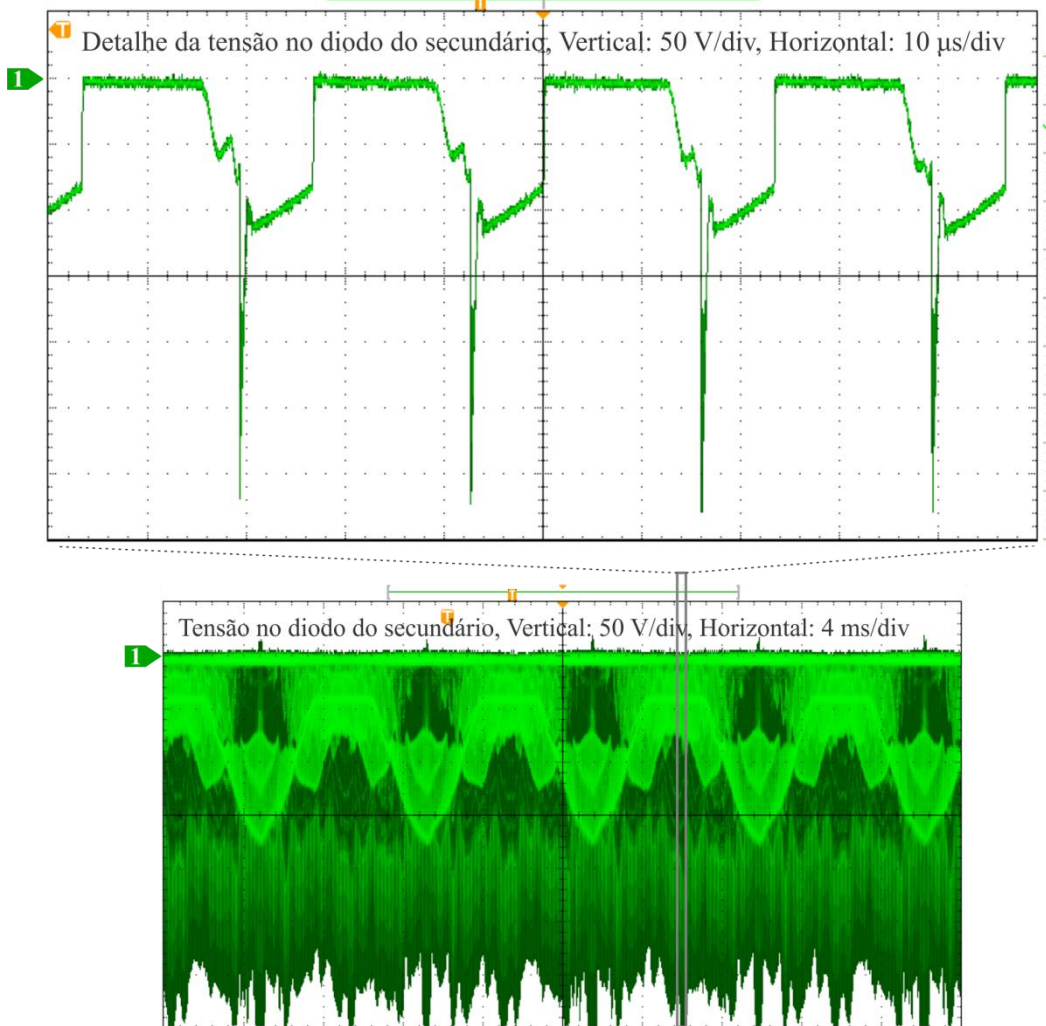 T
T
Detalhe da tensão no diodo do secundário, Vertical: 50 V/div, Horizontal: 10 μs/div
1
T
T
Tensão no diodo do secundário, Vertical: 50 V/div, Horizontal: 4 ms/div
1